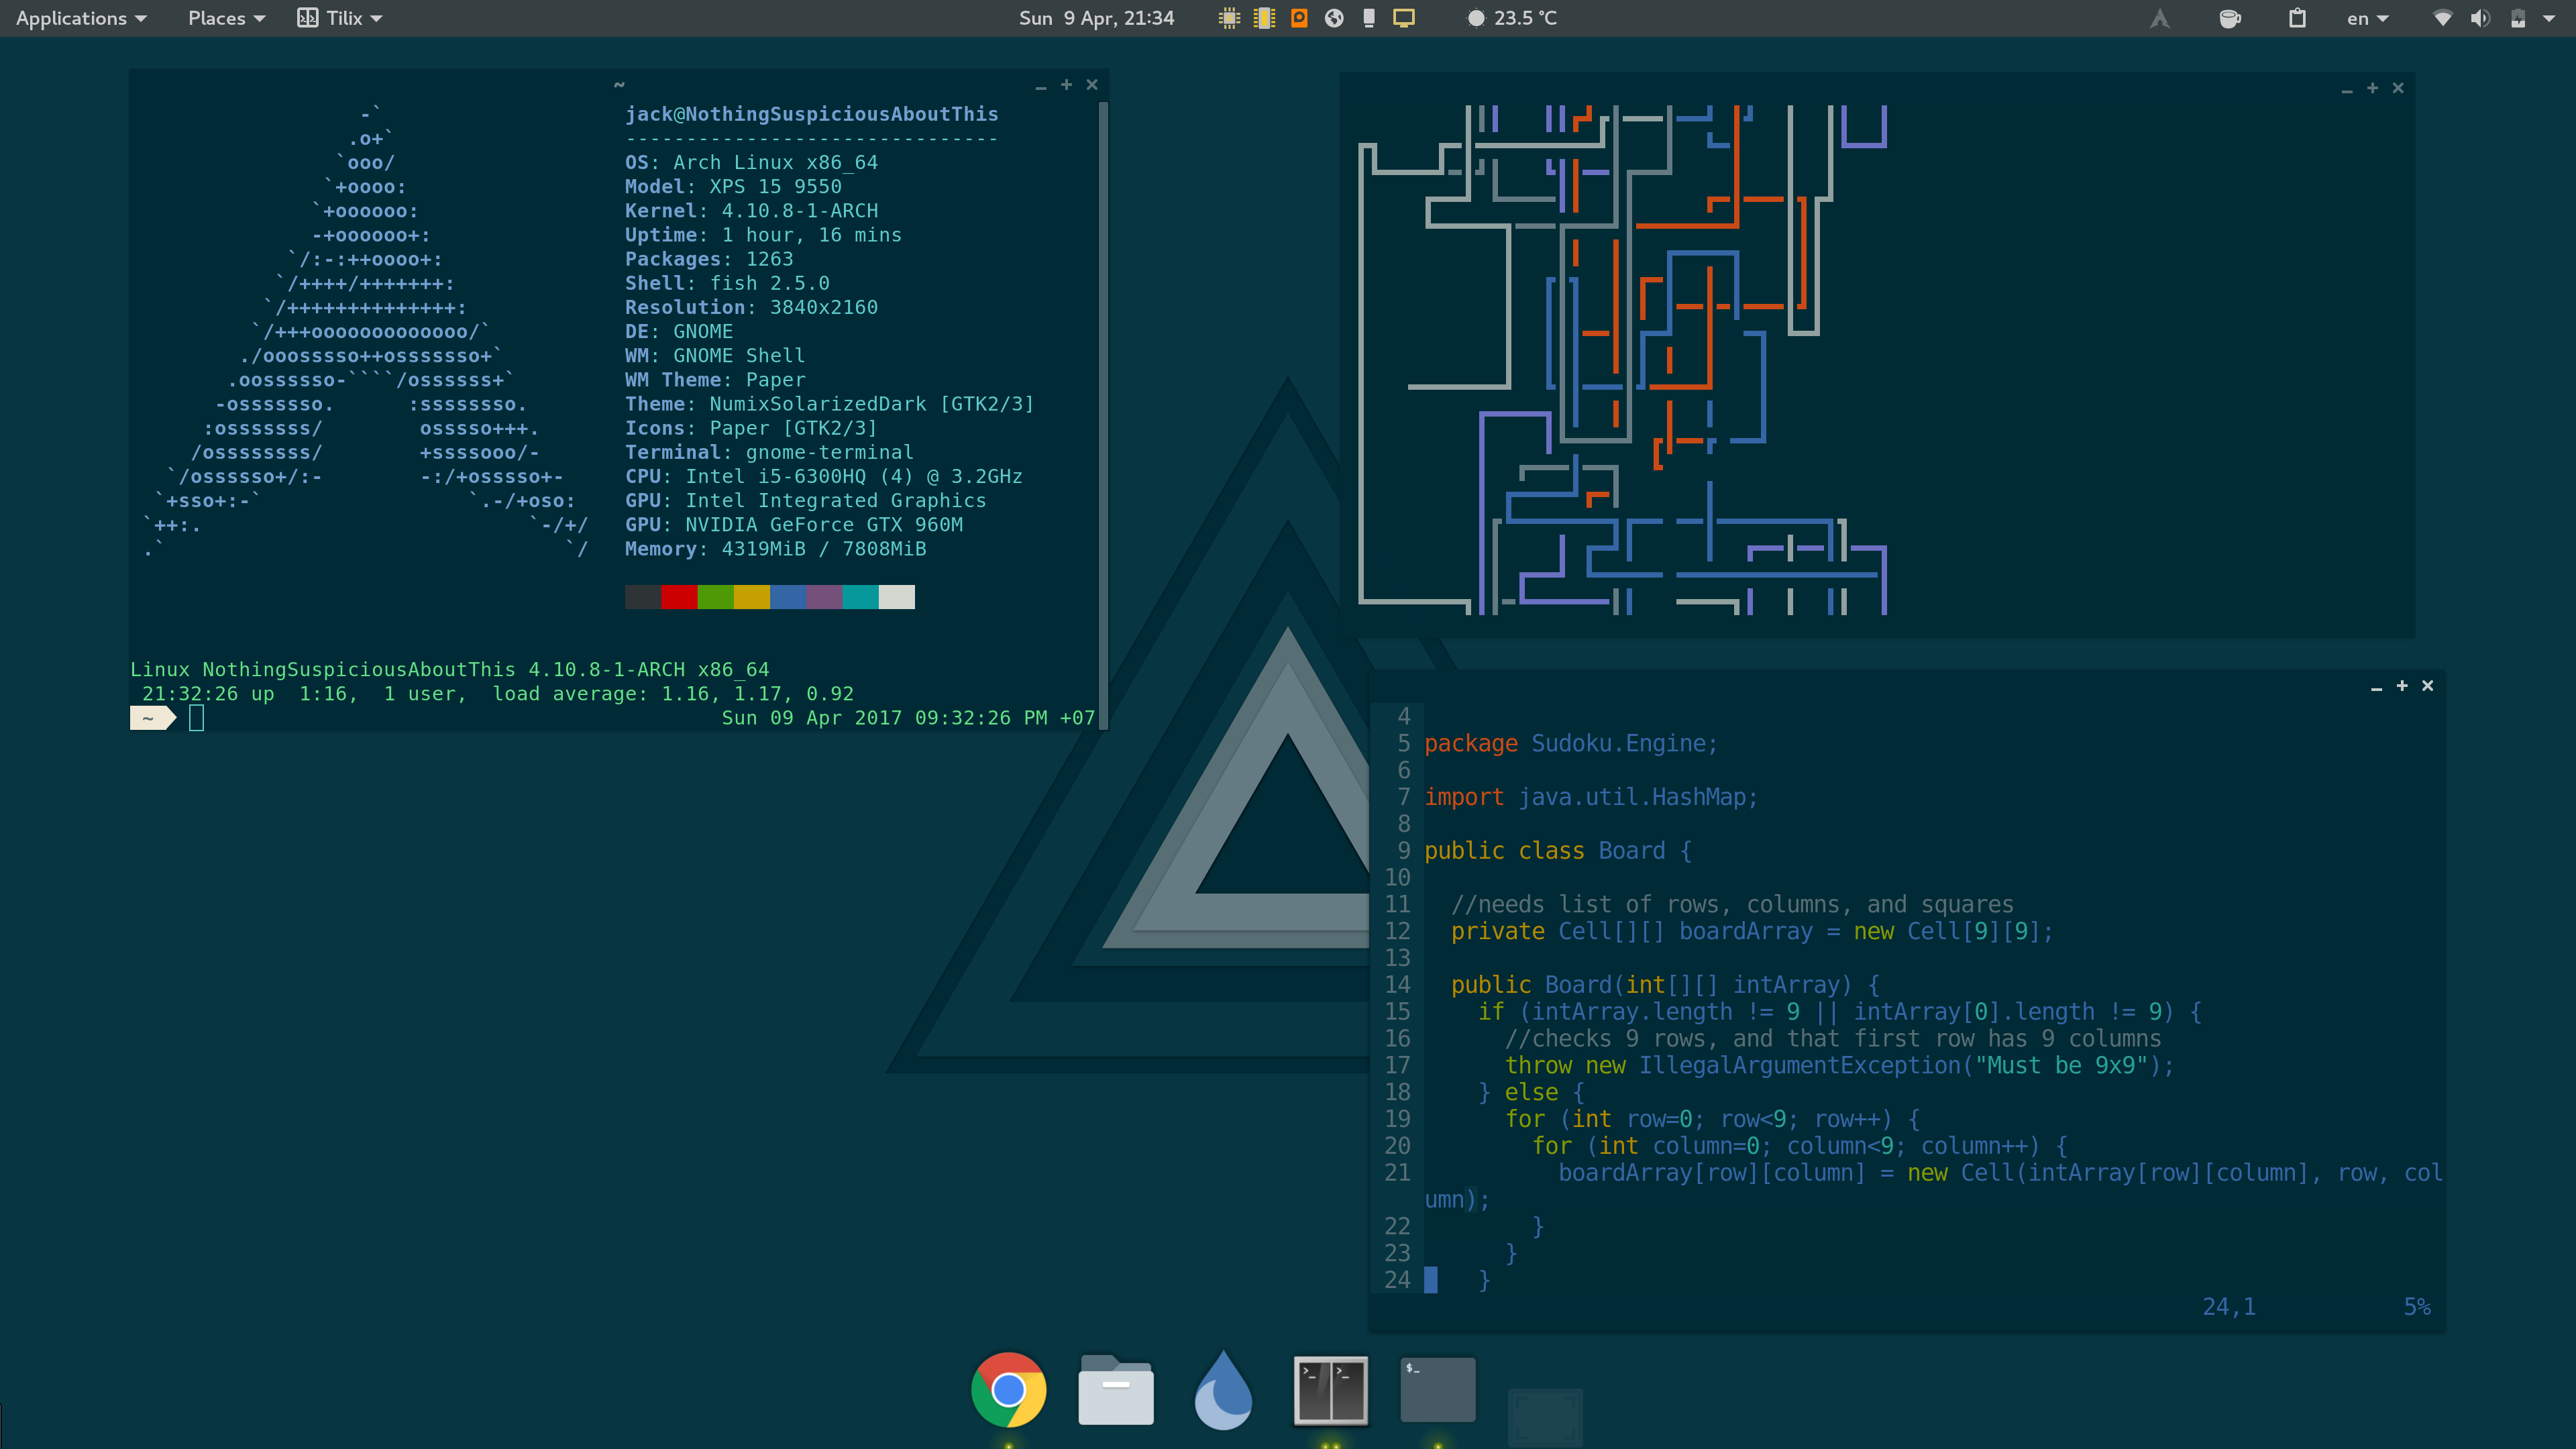 Applications Places Tilix Sun 9 Apr, 21:34 23.5 °C en
~
-`
.o+`
`ooo/
`+oooo:
`+oooooo:
-+oooooo+:
`/:-:++oooo+:
`/++++/+++++++:
`/++++++++++++++:
`/+++ooooooooooooo/`
./ooosssso++osssssso+`
.oossssso-````/ossssss+`
-osssssso. :ssssssso.
:osssssss/ osssso+++.
/ossssssss/ +ssssooo/-
`/ossssso+/:- -:/+osssso+-
`+sso+:-` `.-/+oso:
`++:. `-/+/
.` `/
jack@NothingSuspiciousAboutThis
-------------------------------
OS: Arch Linux x86_64
Model: XPS 15 9550
Kernel: 4.10.8-1-ARCH
Uptime: 1 hour, 16 mins
Packages: 1263
Shell: fish 2.5.0
Resolution: 3840x2160
DE: GNOME
WM: GNOME Shell
WM Theme: Paper
Theme: NumixSolarizedDark [GTK2/3]
Icons: Paper [GTK2/3]
Terminal: gnome-terminal
CPU: Intel i5-6300HQ (4) @ 3.2GHz
GPU: Intel Integrated Graphics
GPU: NVIDIA GeForce GTX 960M
Memory: 4319MiB / 7808MiB
Linux NothingSuspiciousAboutThis 4.10.8-1-ARCH x86_64
21:32:26 up 1:16, 1 user, load average: 1.16, 1.17, 0.92
~ Sun 09 Apr 2017 09:32:26 PM +07
4
5 package Sudoku.Engine;
6
7 import java.util.HashMap;
8
9 public class Board {
10
11 //needs list of rows, columns, and squares
12 private Cell[][] boardArray = new Cell[9][9];
13
14 public Board(int[][] intArray) {
15 if (intArray.length != 9 || intArray[0].length != 9) {
16 //checks 9 rows, and that first row has 9 columns
17 throw new IllegalArgumentException("Must be 9x9");
18 } else {
19 for (int row=0; row<9; row++) {
20 for (int column=0; column<9; column++) {
21 boardArray[row][column] = new Cell(intArray[row][column], row, col
umn);
22 }
23 }
24 }
24,1 5%
>_ >_ $_